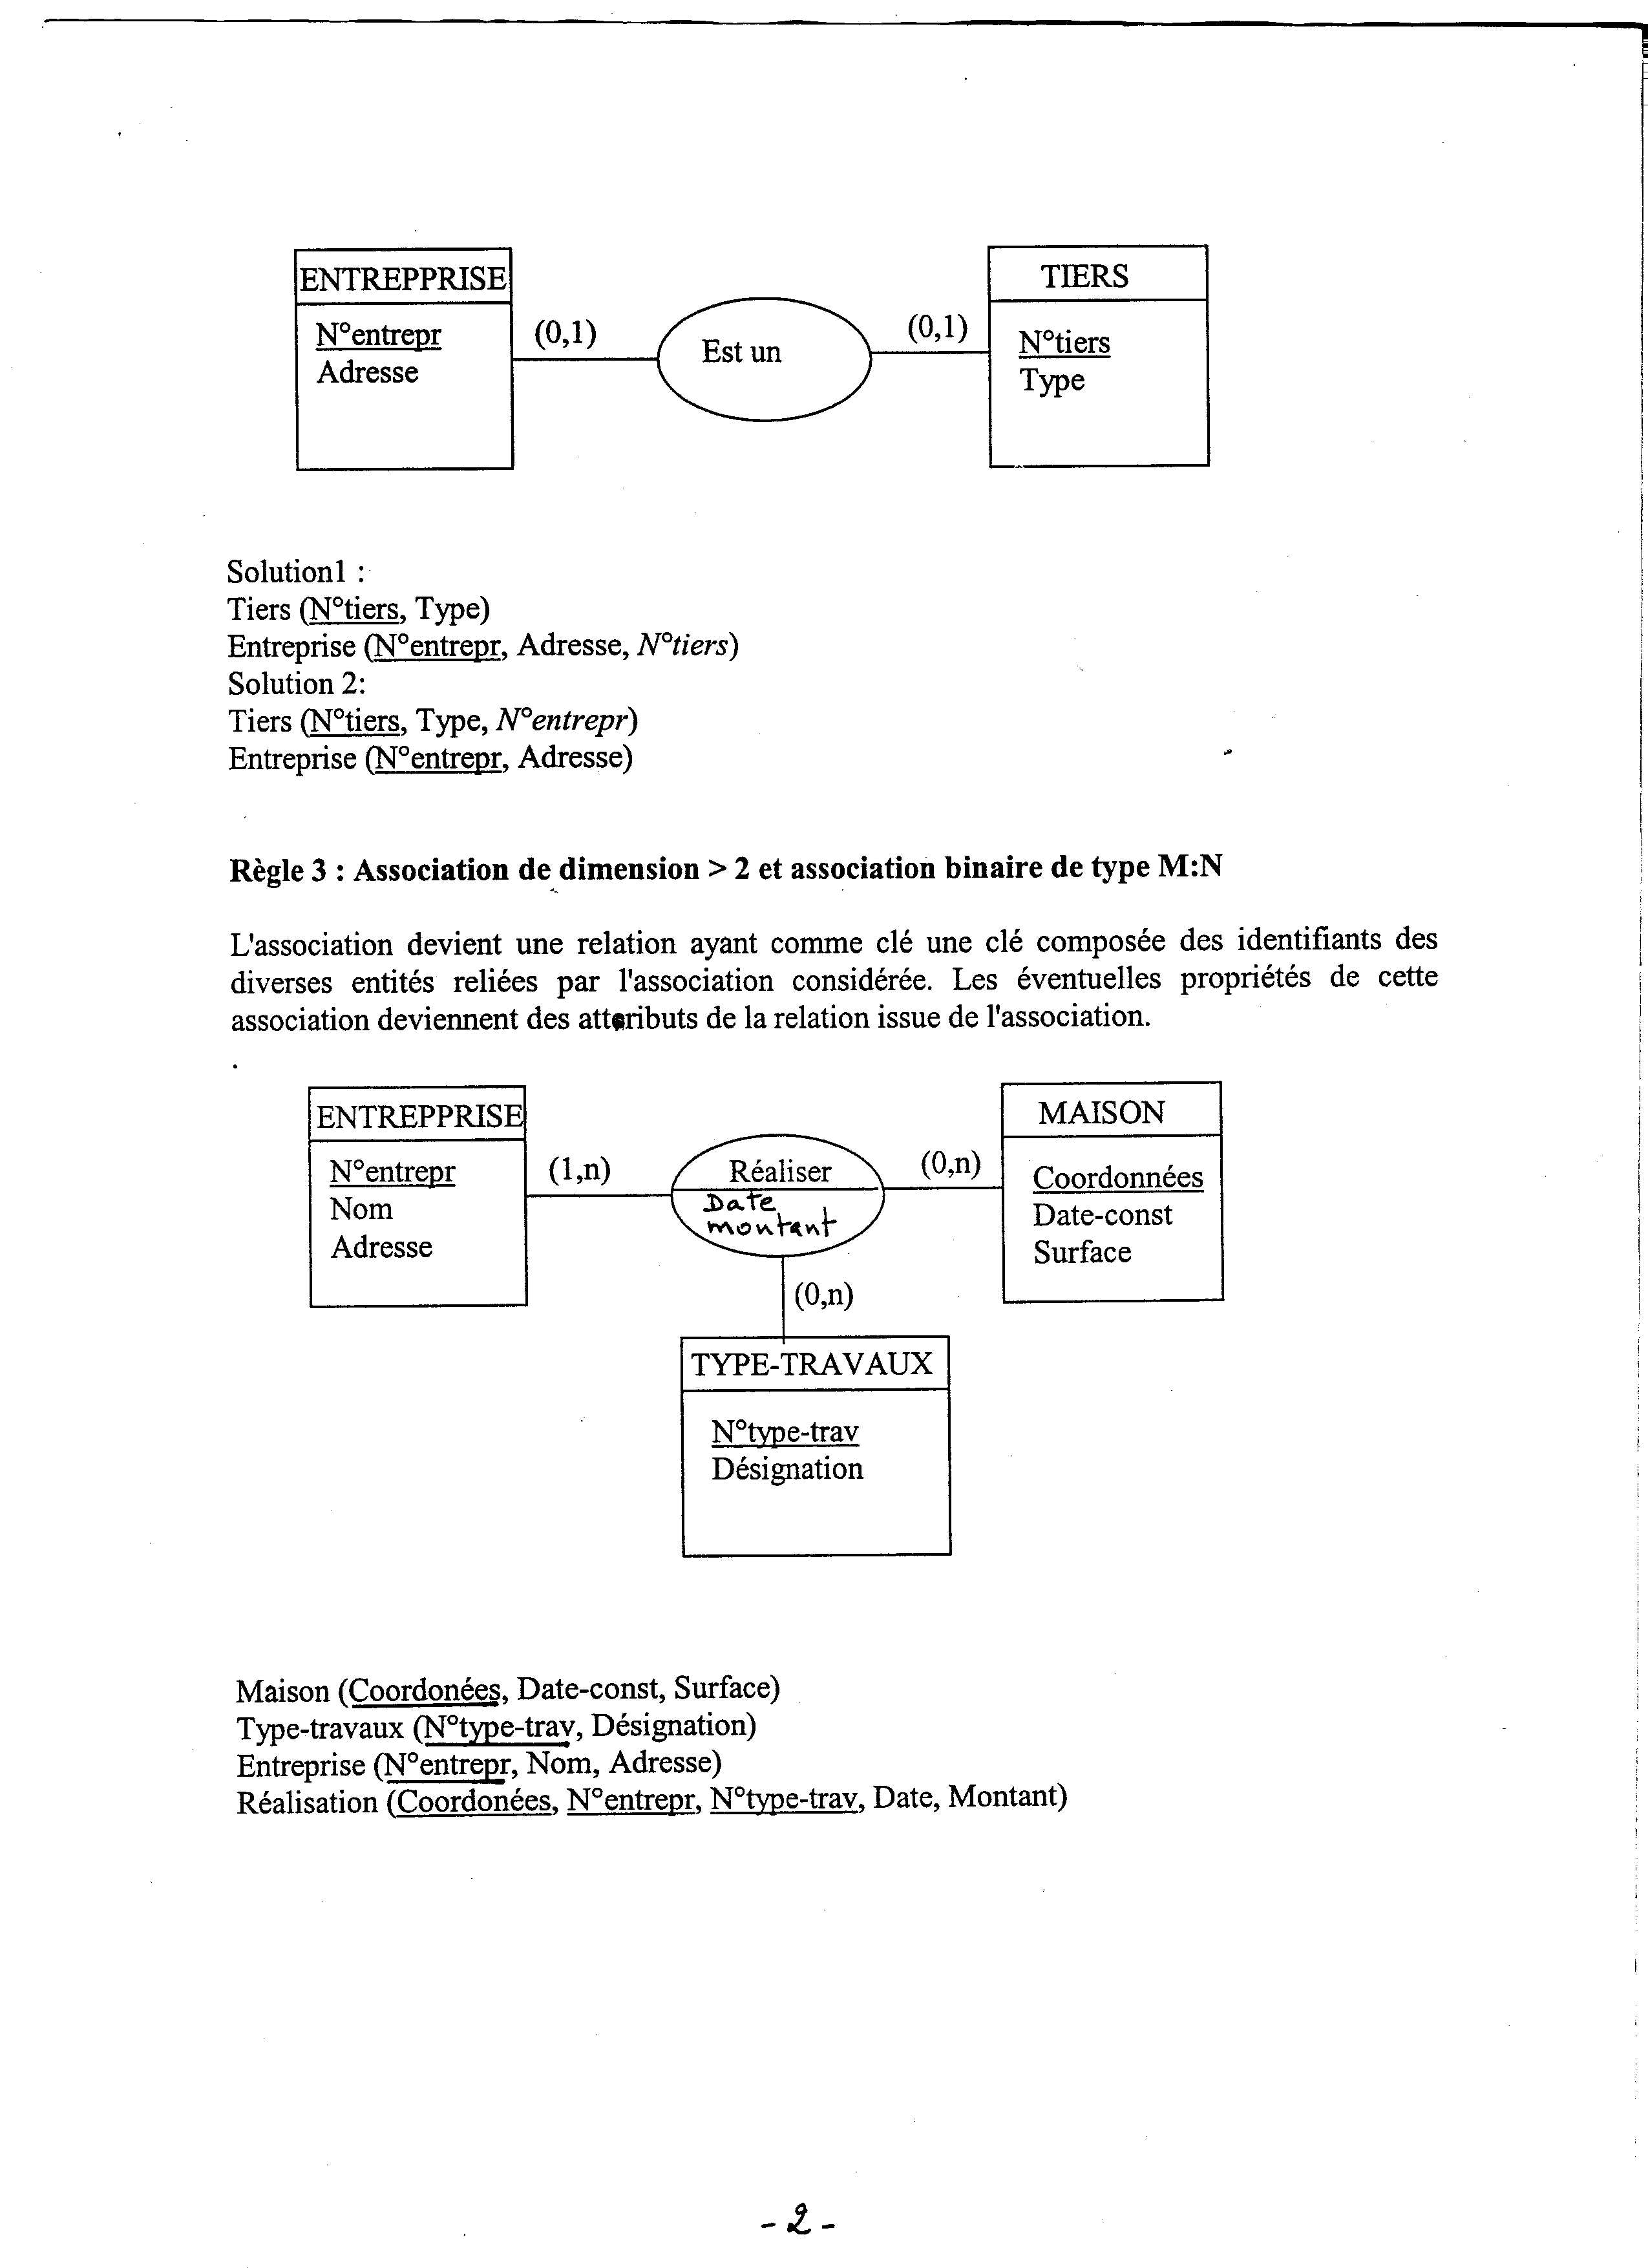 ENTREPPRISE
N°entrepr
Adresse
(0,1)
Est un
(0,1)
TIERS
N°tiers
Type
Solution1 :
Tiers (N°tiers, Type)
Entreprise (N°entrepr, Adresse, N°tiers)
Solution 2:
Tiers (N°tiers, Type, N°entrepr)
Entreprise (N°entrepr, Adresse)
Règle 3 : Association de dimension > 2 et association binaire de type M:N
L'association devient une relation ayant comme clé une clé composée des identifiants des
diverses entités reliées par l'association considérée. Les éventuelles propriétés de cette
association deviennent des atteributs de la relation issue de l'association.
ENTREPPRISE
N°entrepr
Nom
Adresse
(1,n)
Réaliser
Date
montant
(0,n)
MAISON
Coordonnées
Date-const
Surface
(0,n)
TYPE-TRAVAUX
N°type-trav
Désignation
Maison (Coordonées, Date-const, Surface)
Type-travaux (N°type-trav, Désignation)
Entreprise (N°entrepr, Nom, Adresse)
Réalisation (Coordonées, N°entrepr, N°type-trav, Date, Montant)
-2-